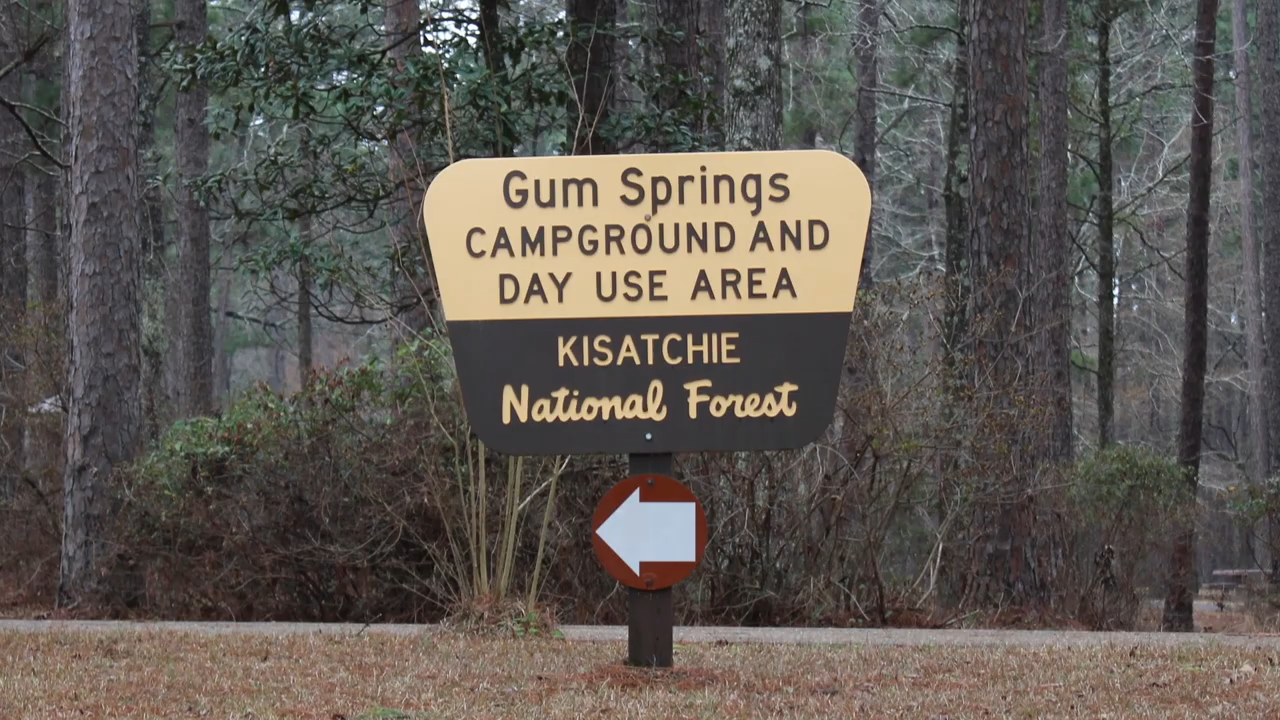 Gum Springs
CAMPGROUND AND
DAY USE AREA
KISATCHIE
National Forest